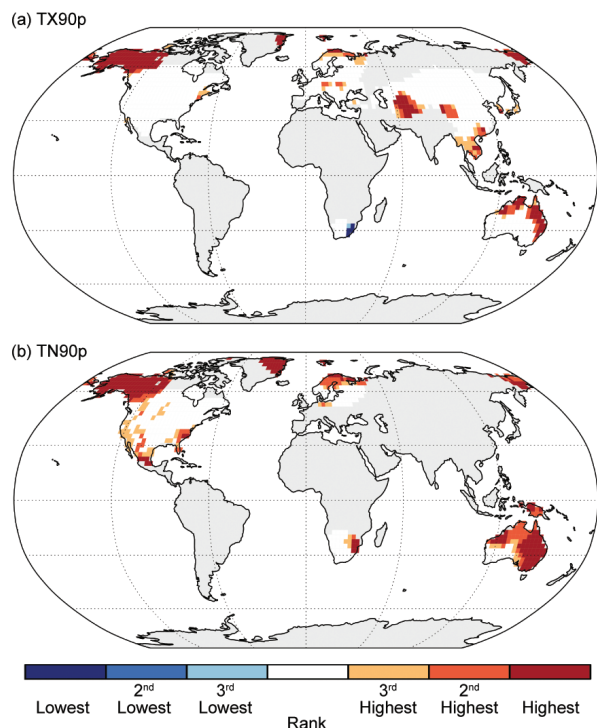 (a) TX90p
(b) TN90p
Lowest
2nd Lowest
3rd Lowest
3rd Highest
2nd Highest
Highest
Rank